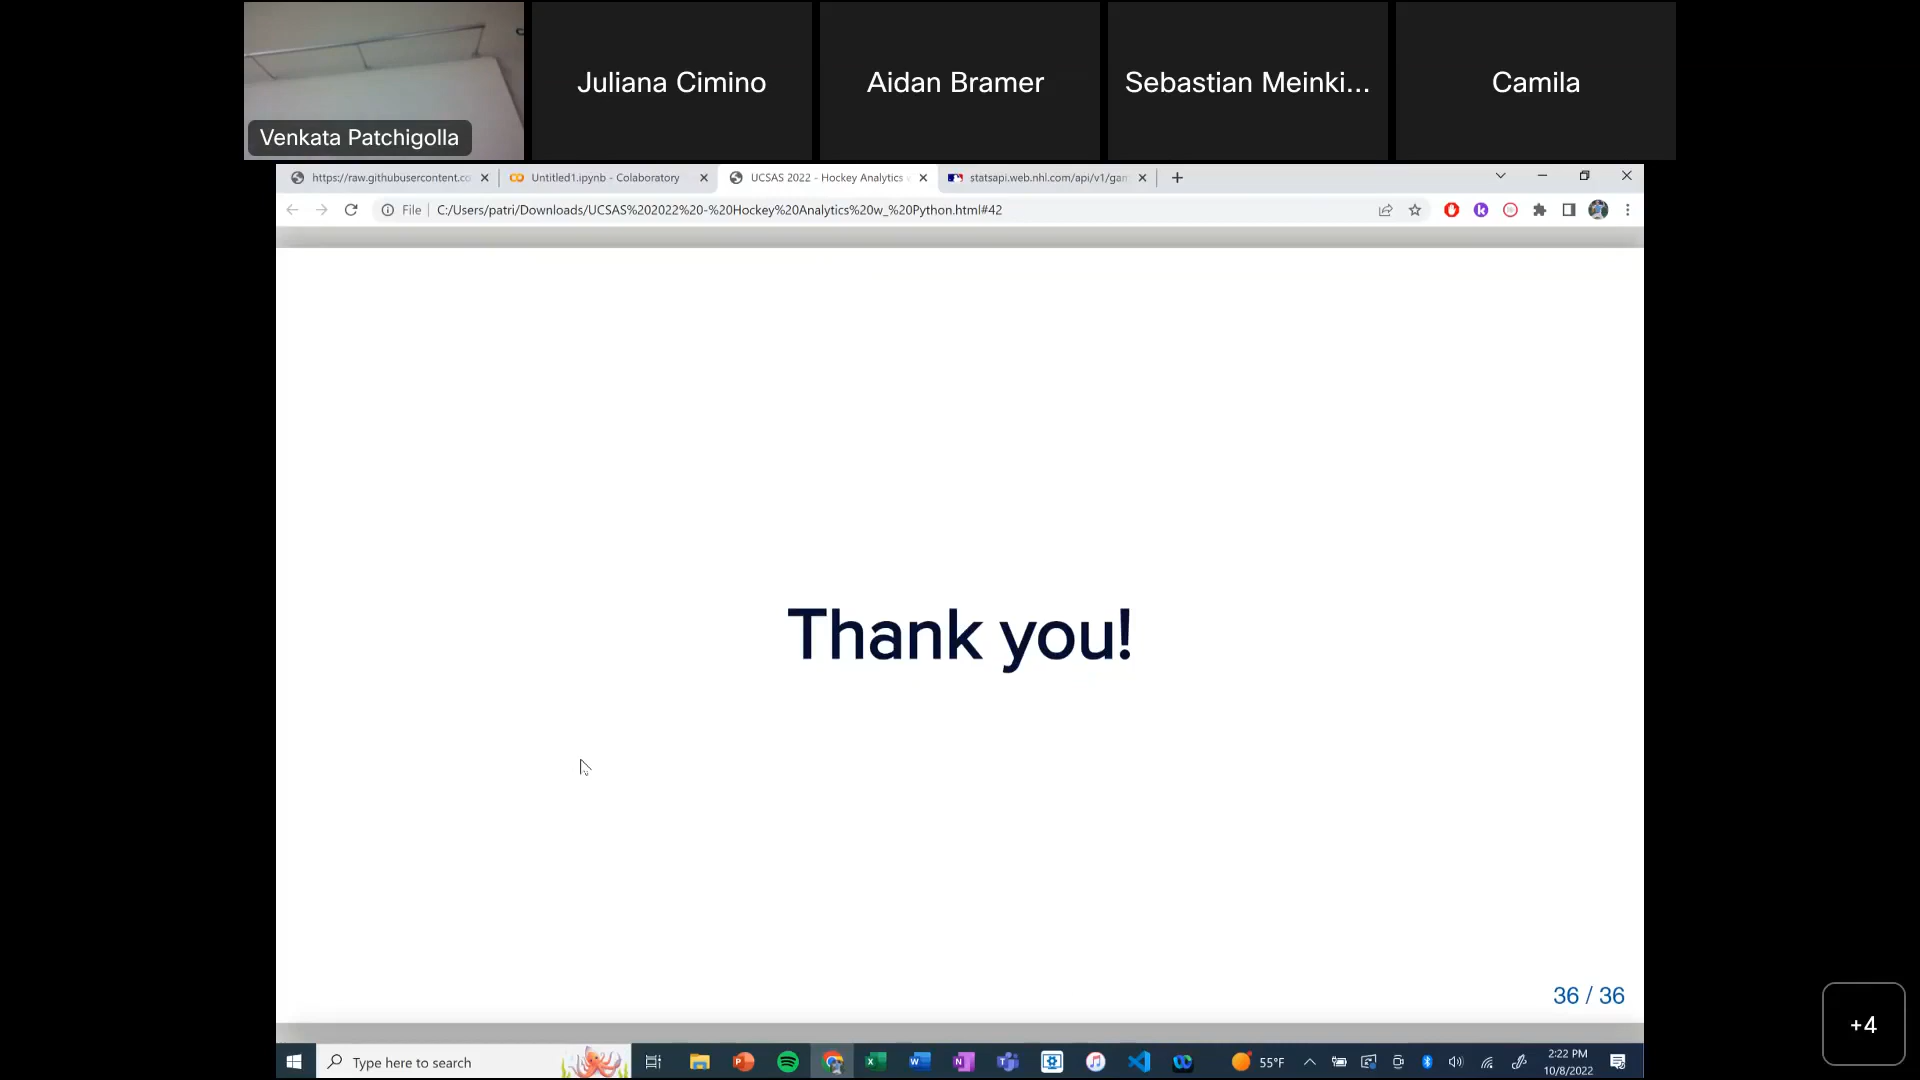 Venkata Patchigolla
Juliana Cimino
Aidan Bramer
Sebastian Meinki...
Camila
https://raw.githubusercontent.co
Untitled1.ipynb - Colaboratory
UCSAS 2022 - Hockey Analytics
statsapi.web.nhl.com/api/v1/gam
File
C:/Users/patri/Downloads/UCSAS%202022%20-%20Hockey%20Analytics%20w_%20Python.html#42
Thank you!
36 / 36
+4
Type here to search
55°F
2:22 PM
10/8/2022